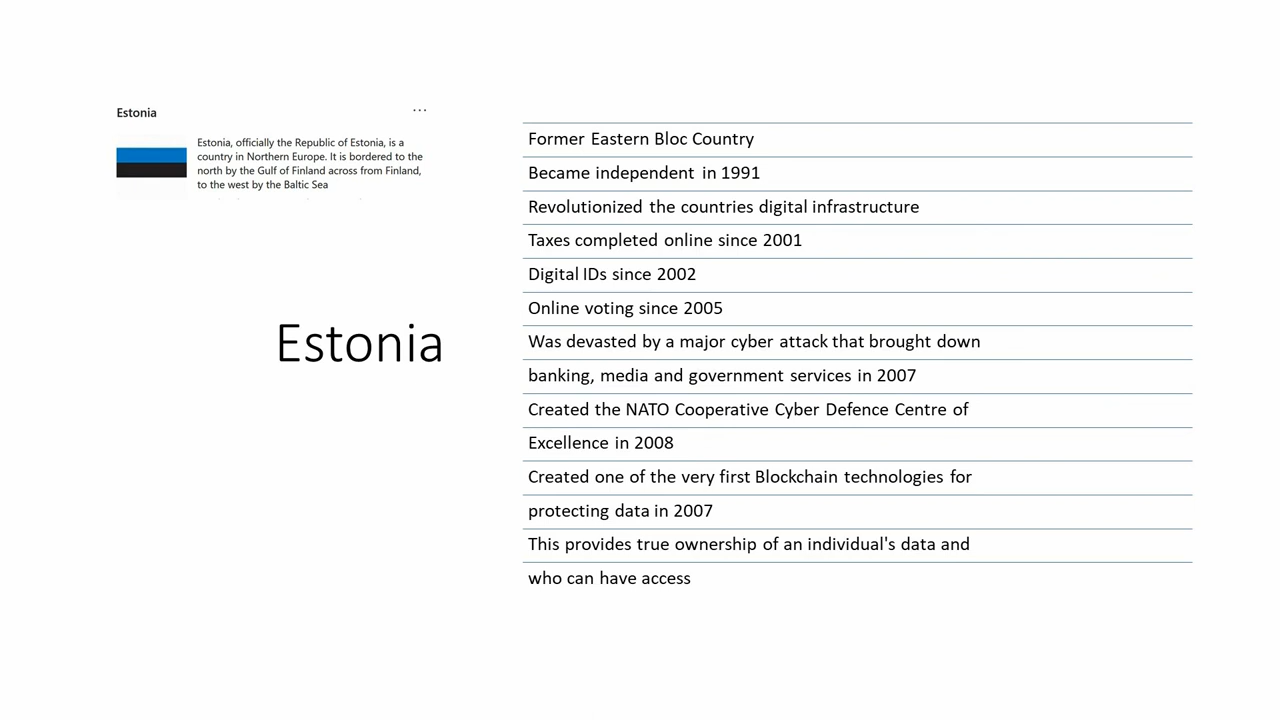 Estonia
...
Estonia, officially the Republic of Estonia, is a
country in Northern Europe. It is bordered to the
north by the Gulf of Finland across from Finland,
to the west by the Baltic Sea
Estonia
Former Eastern Bloc Country
Became independent in 1991
Revolutionized the countries digital infrastructure
Taxes completed online since 2001
Digital IDs since 2002
Online voting since 2005
Was devasted by a major cyber attack that brought down
banking, media and government services in 2007
Created the NATO Cooperative Cyber Defence Centre of
Excellence in 2008
Created one of the very first Blockchain technologies for
protecting data in 2007
This provides true ownership of an individual's data and
who can have access